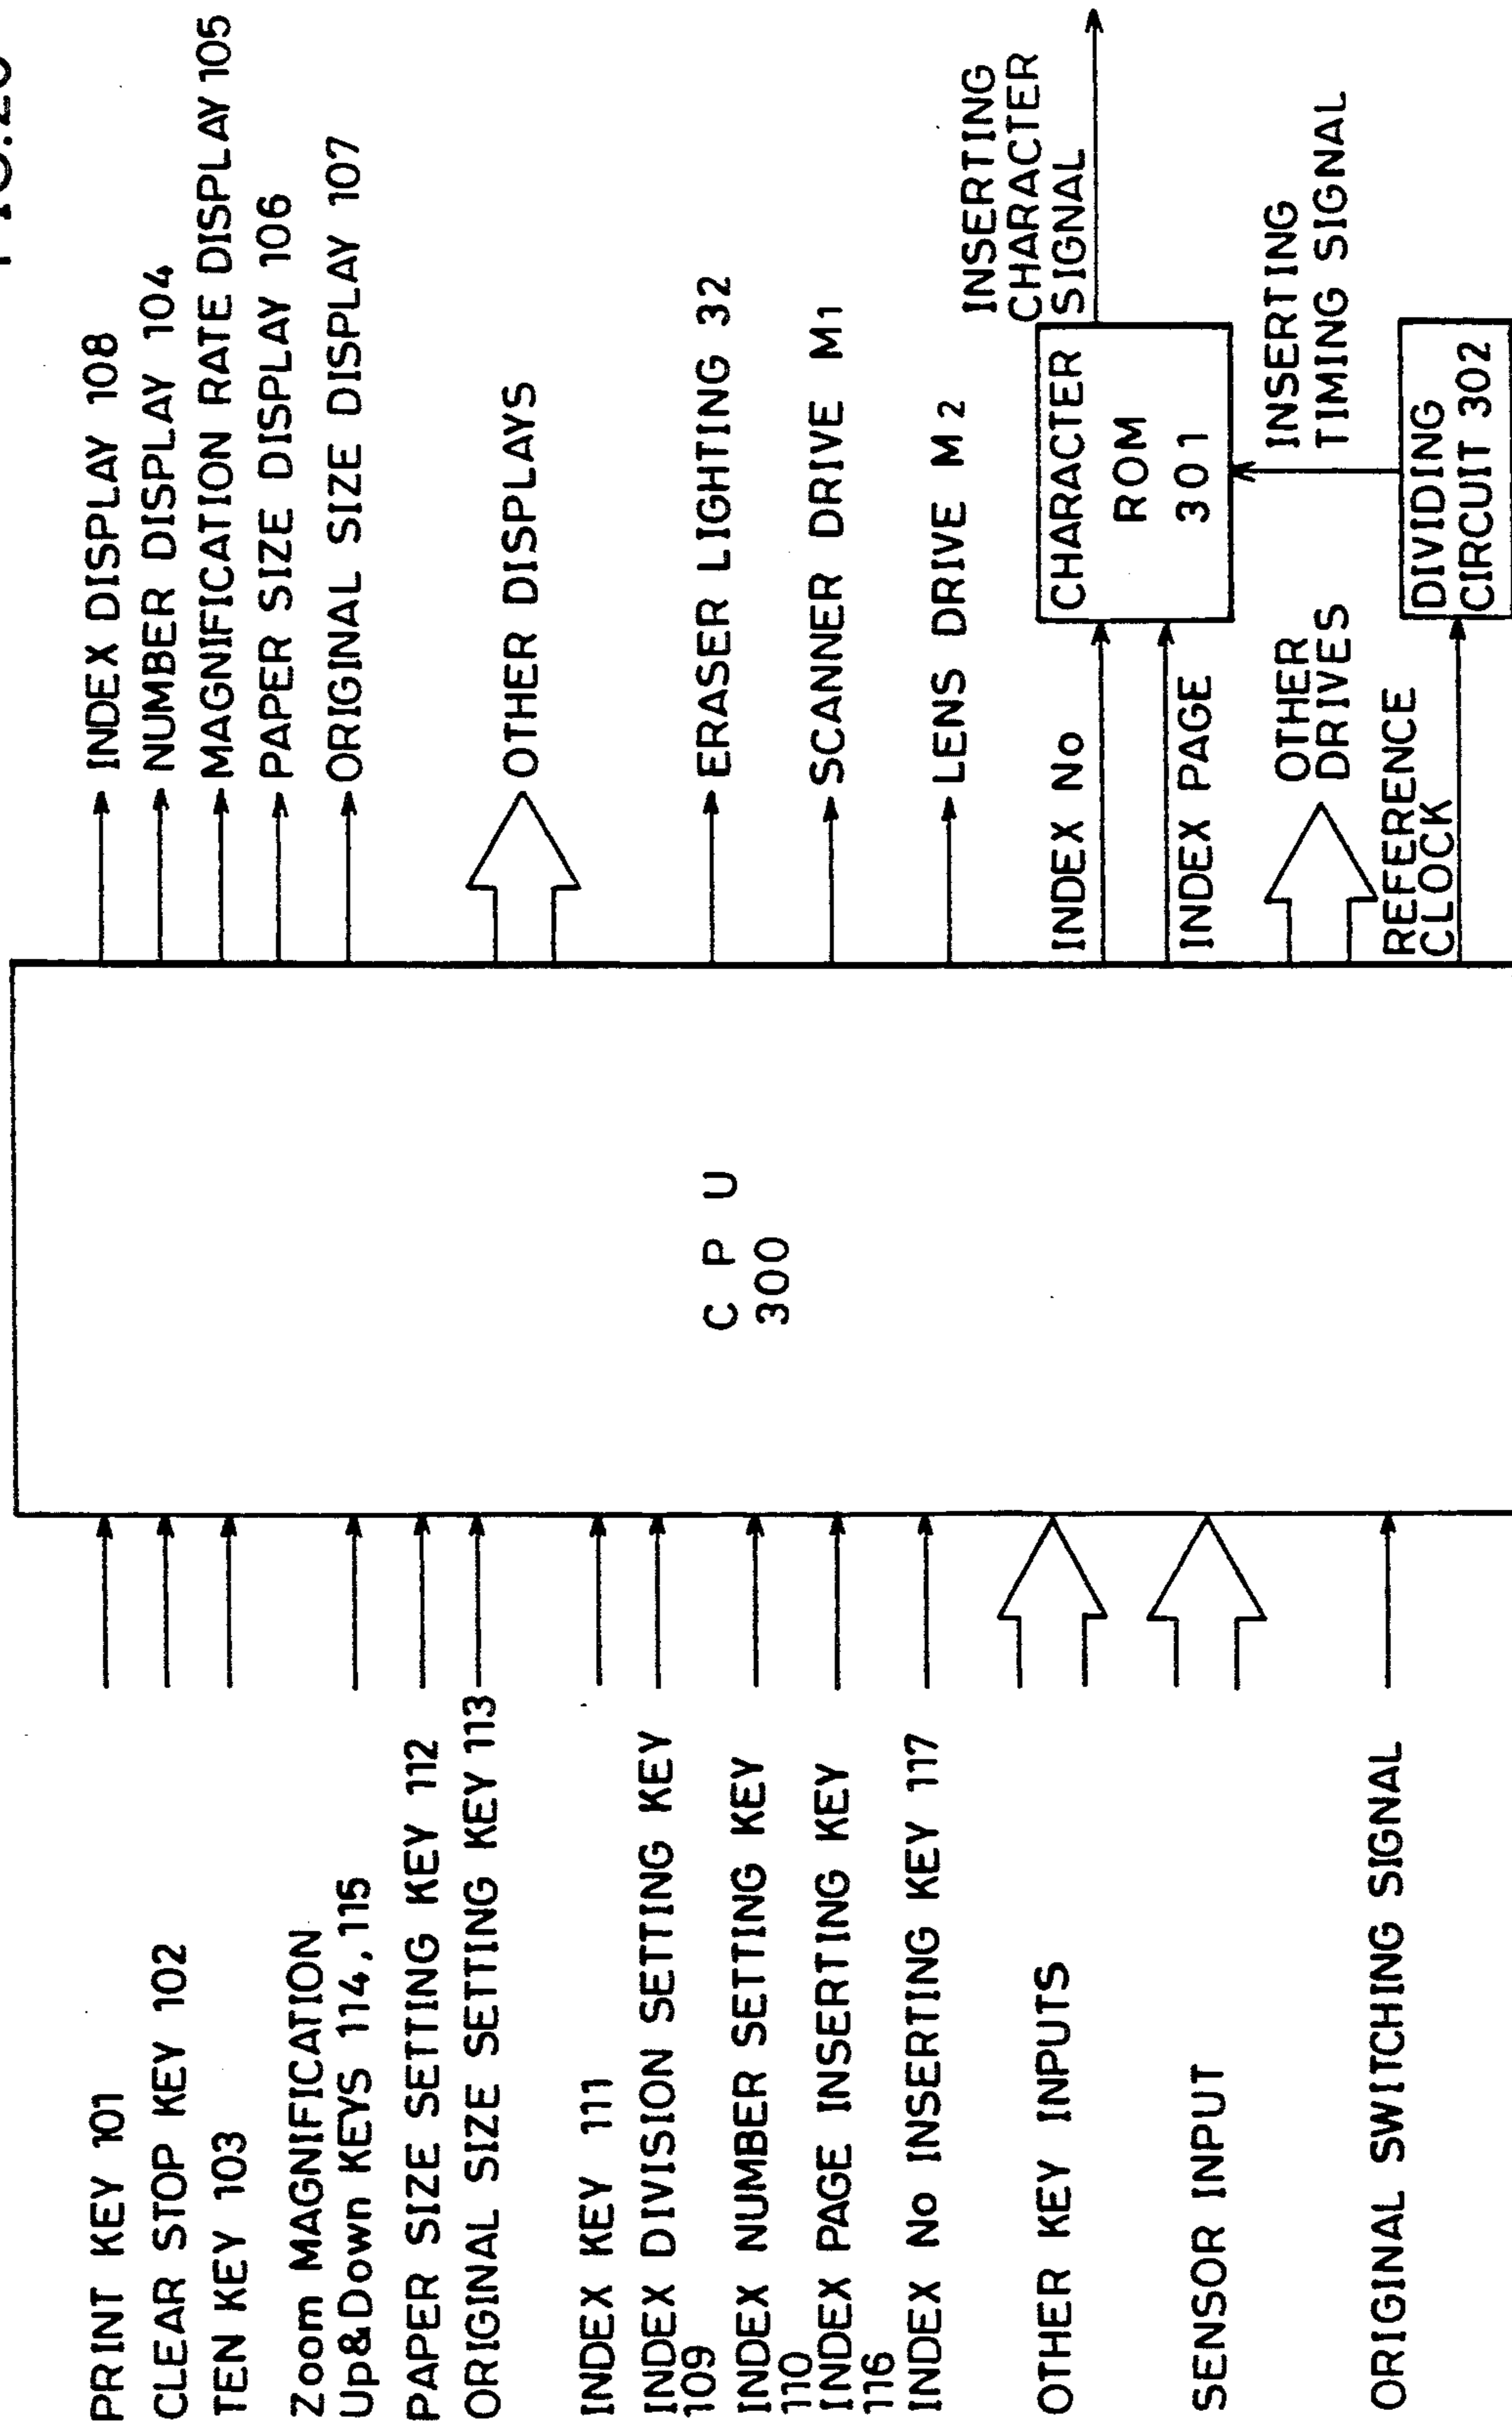 PRINT KEY 101
CLEAR STOP KEY 102
TEN KEY 103
Zoom MAGNIFICATION
Up&Down KEYS 114,115
PAPER SIZE SETTING KEY 112
ORIGINAL SIZE SETTING KEY 113
INDEX KEY 111
INDEX DIVISION SETTING KEY
109
INDEX NUMBER SETTING KEY
110
INDEX PAGE INSERTING KEY
116
INDEX No INSERTING KEY 117
OTHER KEY INPUTS
SENSOR INPUT
ORIGINAL SWITCHING SIGNAL
C P U
300
INDEX DISPLAY 108
NUMBER DISPLAY 104
MAGNIFICATION RATE DISPLAY 105
PAPER SIZE DISPLAY 106
ORIGINAL SIZE DISPLAY 107
OTHER DISPLAYS
ERASER LIGHTING 32
SCANNER DRIVE M1
LENS DRIVE M2
INDEX No
INDEX PAGE
OTHER
DRIVES
REFERENCE
CLOCK
CHARACTER
ROM
301
INSERTING
CHARACTER
SIGNAL
INSERTING
TIMING SIGNAL
DIVIDING
CIRCUIT 302